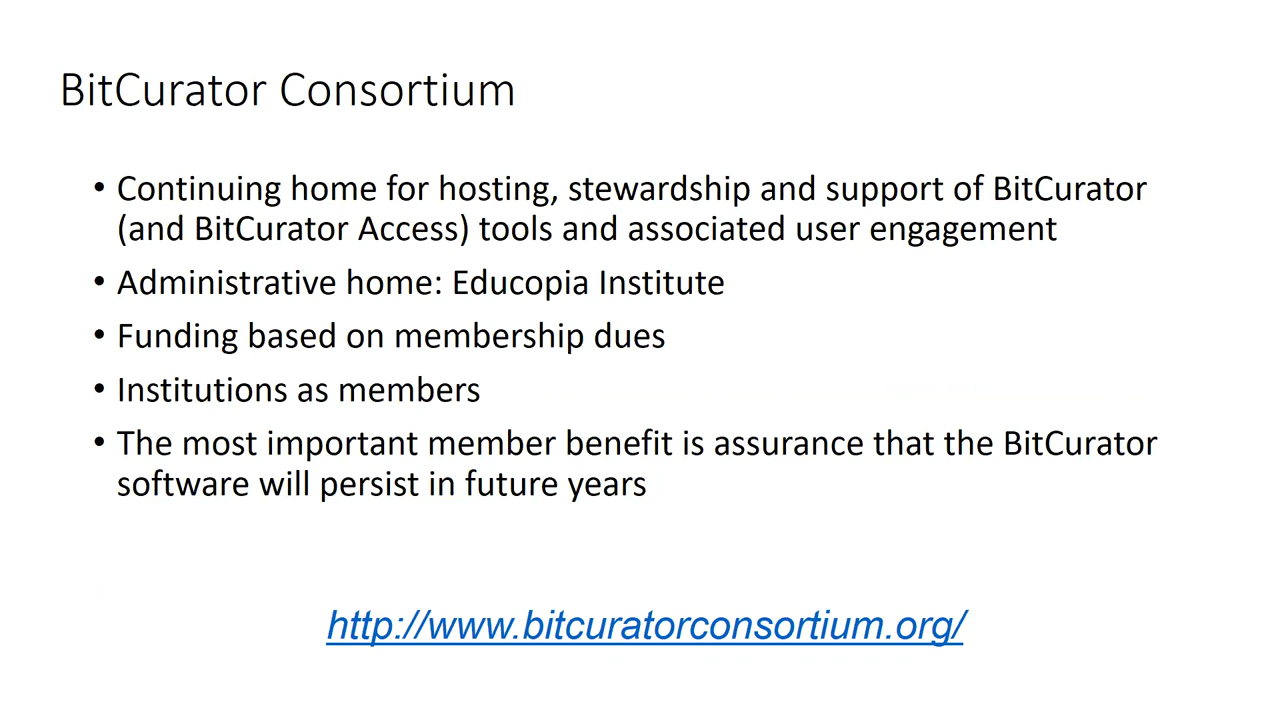 BitCurator Consortium
• Continuing home for hosting, stewardship and support of BitCurator
(and BitCurator Access) tools and associated user engagement
• Administrative home: Educopia Institute
• Funding based on membership dues
• Institutions as members
• The most important member benefit is assurance that the BitCurator
software will persist in future years
http://www.bitcuratorconsortium.org/